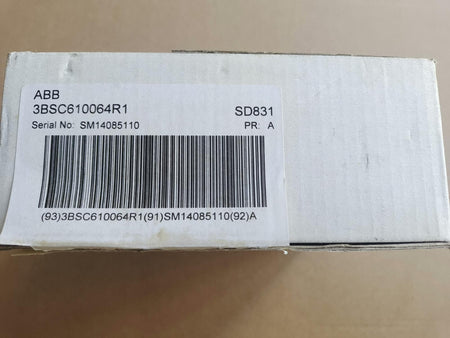 ABB
3BSC610064R1 SD831
Serial No: SM14085110 PR: A
(93)3BSC610064R1(91)SM14085110(92)A